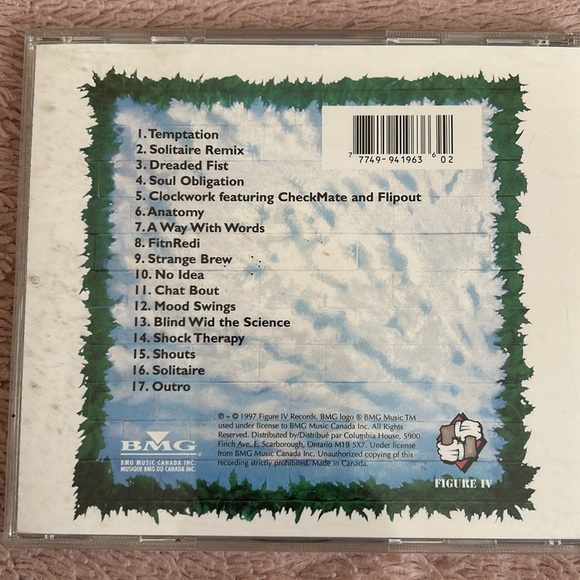 7 7749-941963 6 02
1. Temptation
2. Solitaire Remix
3. Dreaded Fist
4. Soul Obligation
5. Clockwork featuring CheckMate and Flipout
6. Anatomy
7. A Way With Words
8. FitnRedi
9. Strange Brew
10. No Idea
11. Chat Bout
12. Mood Swings
13. Blind Wid the Science
14. Shock Therapy
15. Shouts
16. Solitaire
17. Outro
℗ + © 1997 Figure IV Records. BMG logo ® BMG Music TM
used under license to BMG Music Canada Inc. All Rights
Reserved. Distributed by/Distribué par Columbia House, 5900
Finch Ave, E. Scarborough, Ontario M1B 5X7. Under license
from BMG Music Canada Inc. Unauthorized copying of this
recording strictly prohibited. Made in Canada.
BMG
BMG MUSIC CANADA INC.
MUSIQUE BMG DU CANADA INC.
FIGURE IV